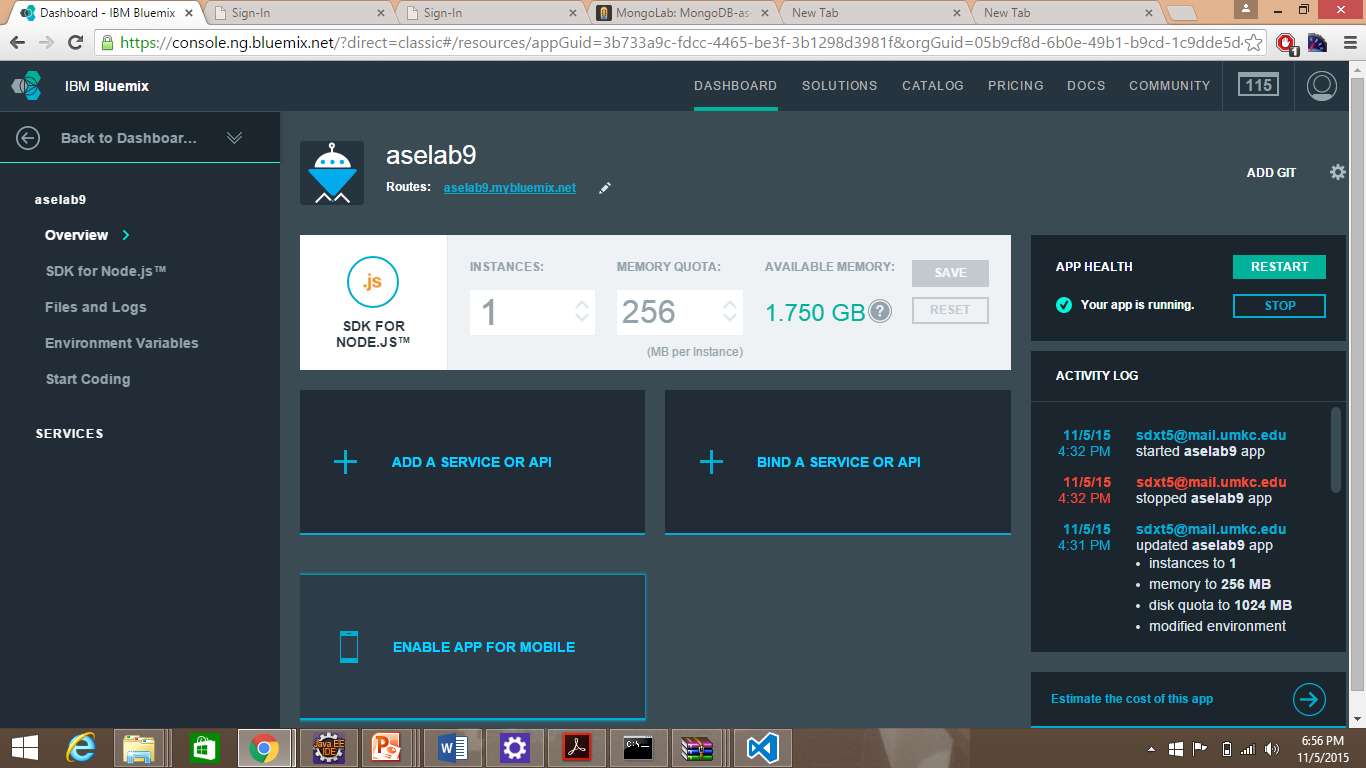 Dashboard - IBM Bluemix
Sign-In
Sign-In
MongoLab: MongoDB-as-
New Tab
New Tab
https://console.ng.bluemix.net/?direct=classic#/resources/appGuid=3b733a9c-fdcc-4465-be3f-3b1298d3981f&orgGuid=05b9cf8d-6b0e-49b1-b9cd-1c9dde5d4
1
IBM Bluemix
DASHBOARD
SOLUTIONS
CATALOG
PRICING
DOCS
COMMUNITY
115
Back to Dashboar...
aselab9
Overview
SDK for Node.js™
Files and Logs
Environment Variables
Start Coding
SERVICES
aselab9
Routes: aselab9.mybluemix.net
ADD GIT
.js
SDK FOR
NODE.JS™
INSTANCES:
1
MEMORY QUOTA:
256
(MB per Instance)
AVAILABLE MEMORY:
1.750 GB
?
SAVE
RESET
ADD A SERVICE OR API
BIND A SERVICE OR API
ENABLE APP FOR MOBILE
APP HEALTH
RESTART
Your app is running.
STOP
ACTIVITY LOG
11/5/15 sdxt5@mail.umkc.edu
4:32 PM started aselab9 app
11/5/15 sdxt5@mail.umkc.edu
4:32 PM stopped aselab9 app
11/5/15 sdxt5@mail.umkc.edu
4:31 PM updated aselab9 app
• instances to 1
• memory to 256 MB
• disk quota to 1024 MB
• modified environment
Estimate the cost of this app
Java EE
IDE
C:\
6:56 PM
11/5/2015